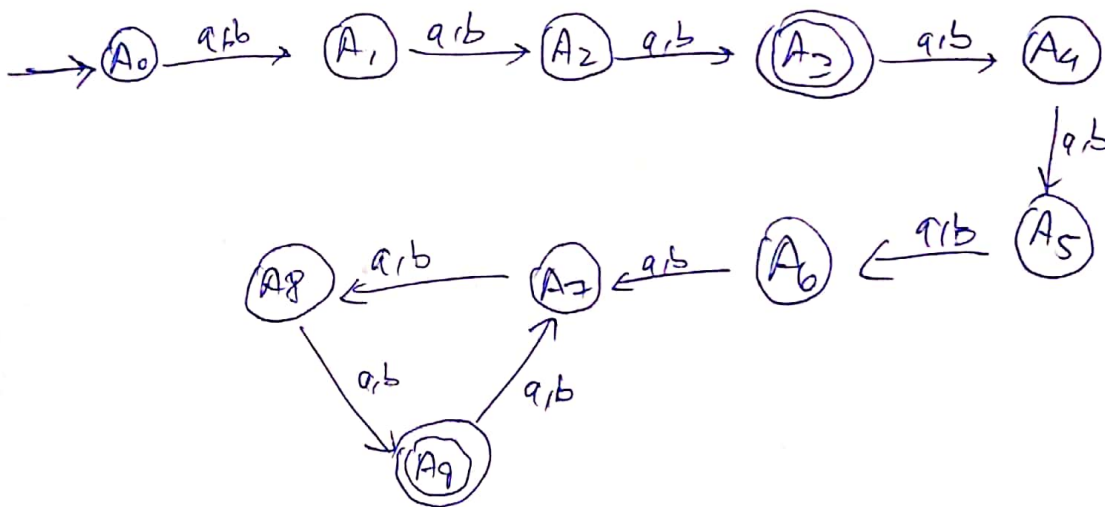 A₀ a,b A₁ a,b A₂ a,b A₃ a,b A₄
a,b
A₈ a,b A₇ a,b A₆ a,b A₅
a,b a,b
A₉